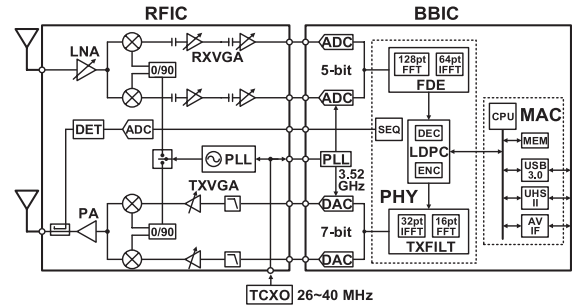 RFIC
BBIC
LNA
RXVGA
0/90
ADC
5-bit
ADC
128pt
FFT
64pt
IFFT
FDE
DET
ADC
SEQ
DEC
LDPC
ENC
CPU
MAC
MEM
USB
3.0
UHS
II
AV
IF
PLL
PLL
3.52
GHz
TXVGA
PA
0/90
DAC
7-bit
DAC
PHY
32pt
IFFT
16pt
FFT
TXFILT
TCXO
26~40 MHz